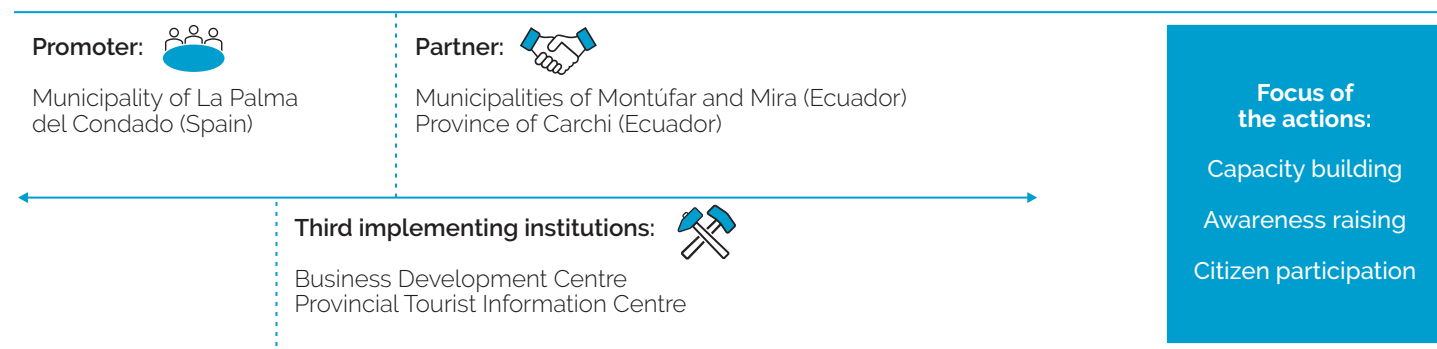 Promoter:
Municipality of La Palma
del Condado (Spain)
Partner:
Municipalities of Montúfar and Mira (Ecuador)
Province of Carchi (Ecuador)
Third implementing institutions:
Business Development Centre
Provincial Tourist Information Centre
Focus of
the actions:
Capacity building
Awareness raising
Citizen participation